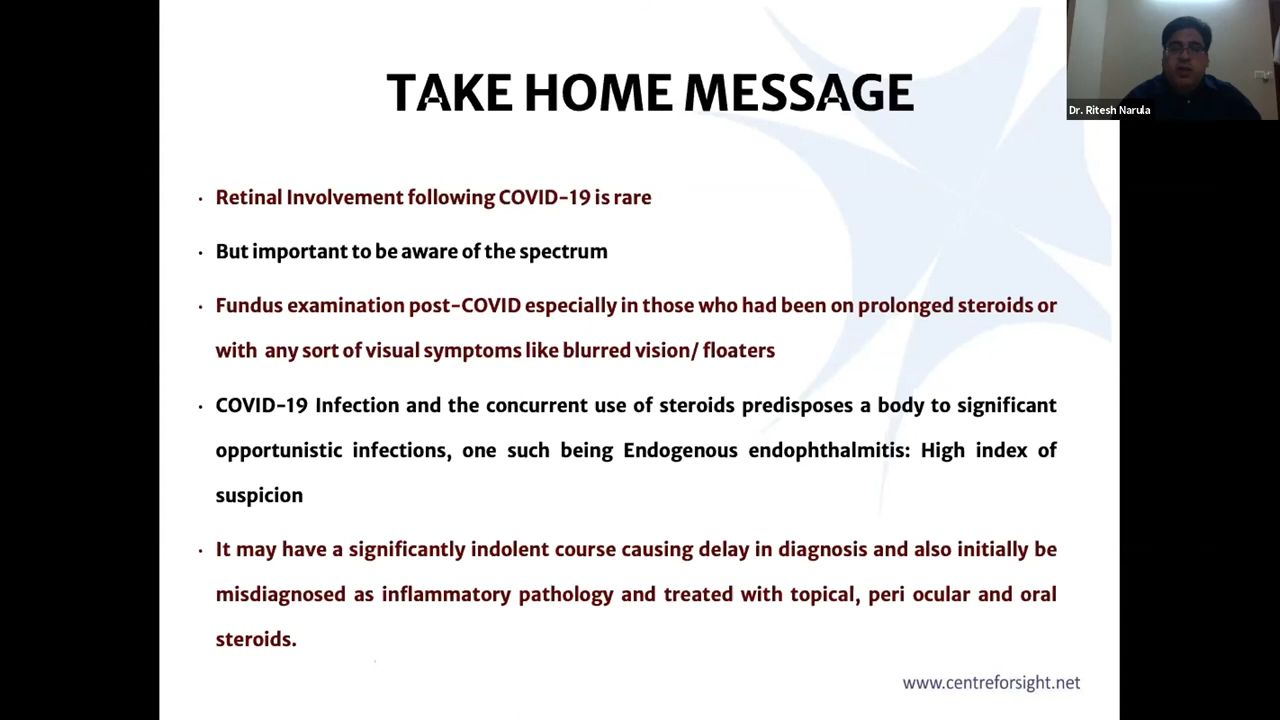 TAKE HOME MESSAGE
Dr. Ritesh Narula
· Retinal Involvement following COVID-19 is rare
· But important to be aware of the spectrum
· Fundus examination post-COVID especially in those who had been on prolonged steroids or
with any sort of visual symptoms like blurred vision/ floaters
· COVID-19 Infection and the concurrent use of steroids predisposes a body to significant
opportunistic infections, one such being Endogenous endophthalmitis: High index of
suspicion
· It may have a significantly indolent course causing delay in diagnosis and also initially be
misdiagnosed as inflammatory pathology and treated with topical, peri ocular and oral
steroids.
www.centreforsight.net